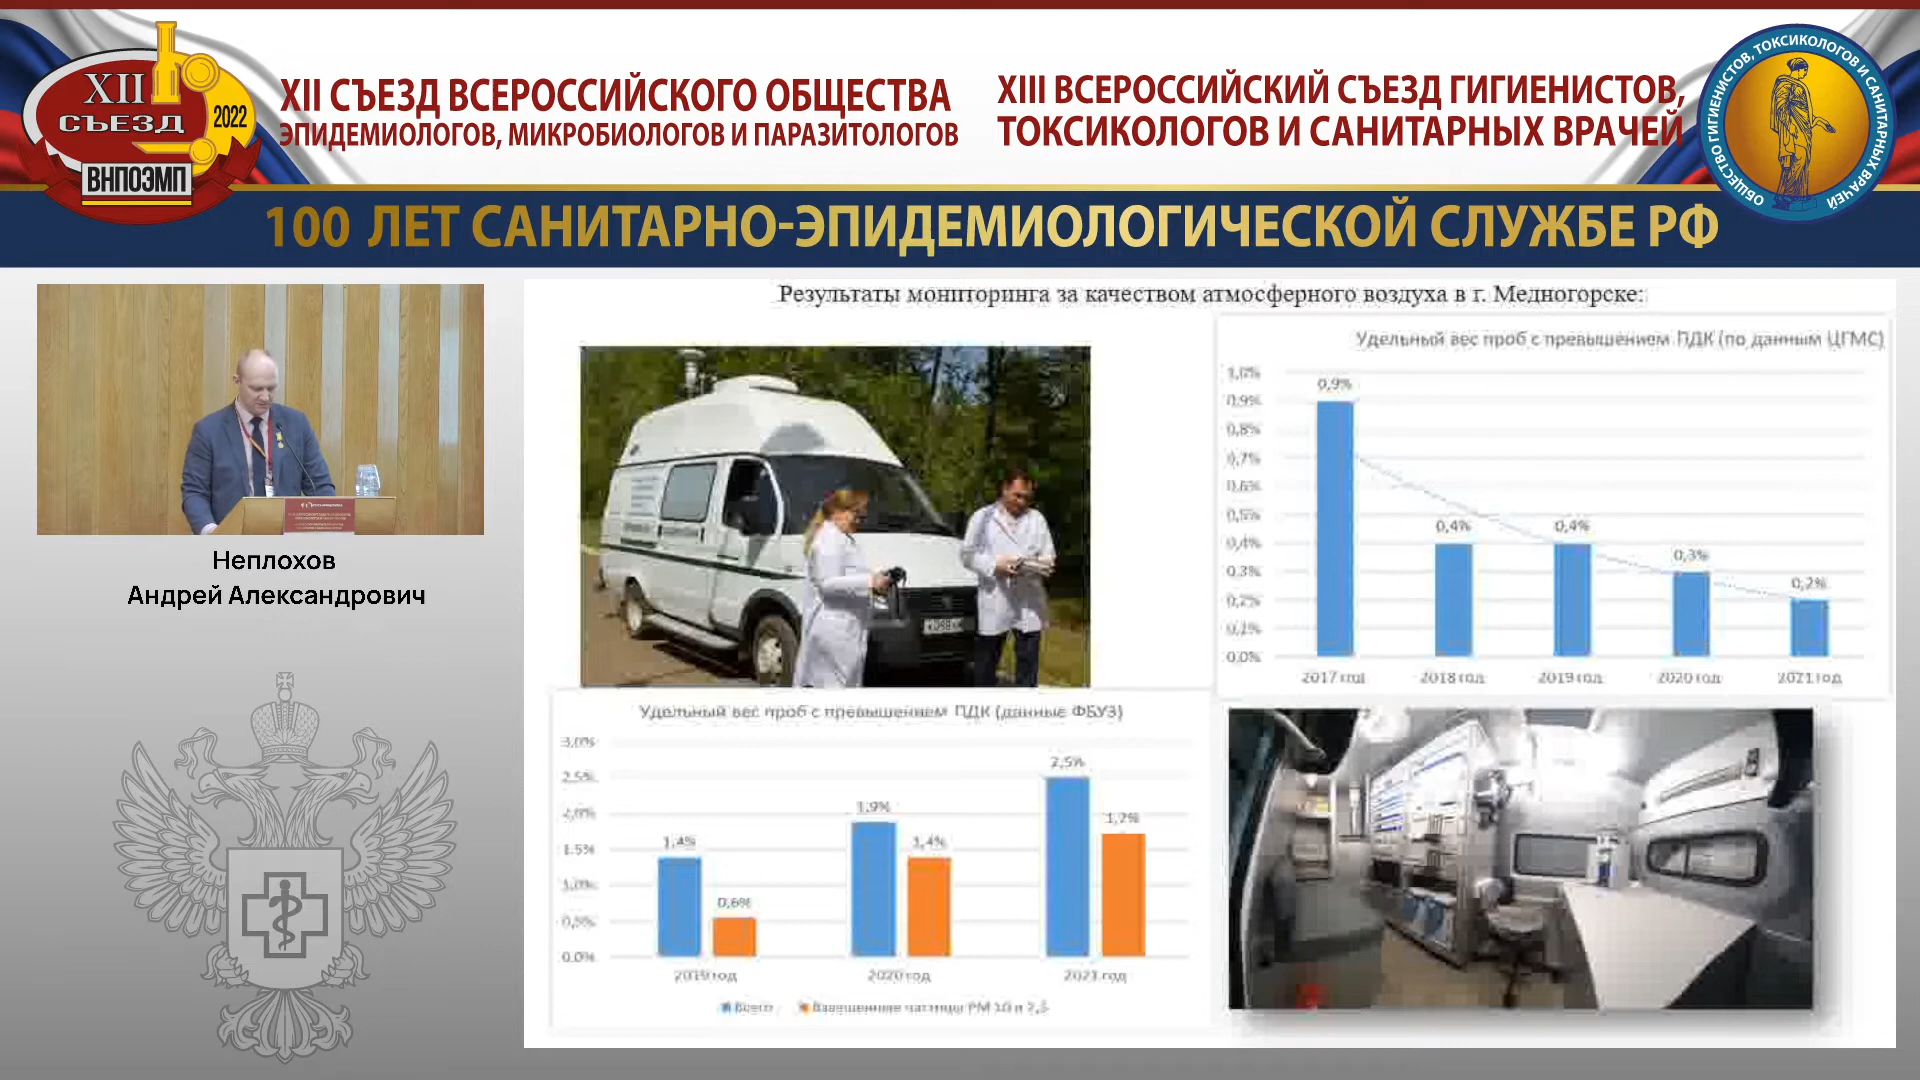 XII
СЪЕЗД
2022
ВНПОЭМП
XII СЪЕЗД ВСЕРОССИЙСКОГО ОБЩЕСТВА
ЭПИДЕМИОЛОГОВ, МИКРОБИОЛОГОВ И ПАРАЗИТОЛОГОВ
XIII ВСЕРОССИЙСКИЙ СЪЕЗД ГИГИЕНИСТОВ,
ТОКСИКОЛОГОВ И САНИТАРНЫХ ВРАЧЕЙ
ОБЩЕСТВО ГИГИЕНИСТОВ, ТОКСИКОЛОГОВ И САНИТАРНЫХ ВРАЧЕЙ
100 ЛЕТ САНИТАРНО-ЭПИДЕМИОЛОГИЧЕСКОЙ СЛУЖБЕ РФ
Неплохов
Андрей Александрович
Результаты мониторинга за качеством атмосферного воздуха в г. Медногорске:
Удельный вес проб с превышением ПДК (по данным ЦГМС)
1,0%
0,9%
0,8%
0,7%
0,6%
0,5%
0,4%
0,3%
0,2%
0,1%
0,0%
0,9%
0,4%
0,4%
0,3%
0,2%
2017 год
2018 год
2019 год
2020 год
2021 год
Удельный вес проб с превышением ПДК (данные ФБУЗ)
3,0%
2,5%
2,0%
1,5%
1,0%
0,5%
0,0%
1,4%
0,6%
1,9%
1,4%
2,5%
2019 год
2020 год
2021 год
Всего
Взвешенные частицы РМ 10 и 2,5